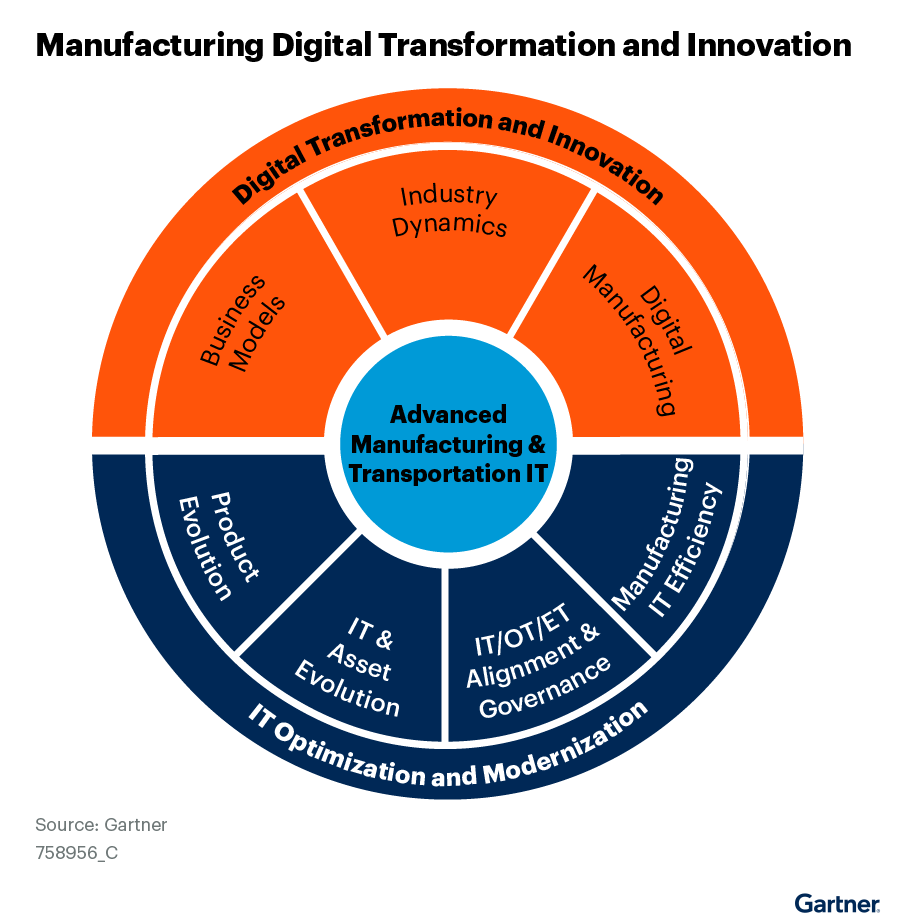 Manufacturing Digital Transformation and Innovation
Digital Transformation and Innovation
Industry
Dynamics
Business
Models
Digital
Manufacturing
Advanced
Manufacturing &
Transportation IT
Product
Evolution
IT &
Asset
Evolution
IT/OT/ET
Alignment &
Governance
Manufacturing
IT Efficiency
IT Optimization and Modernization
Source: Gartner
758956_C
Gartner